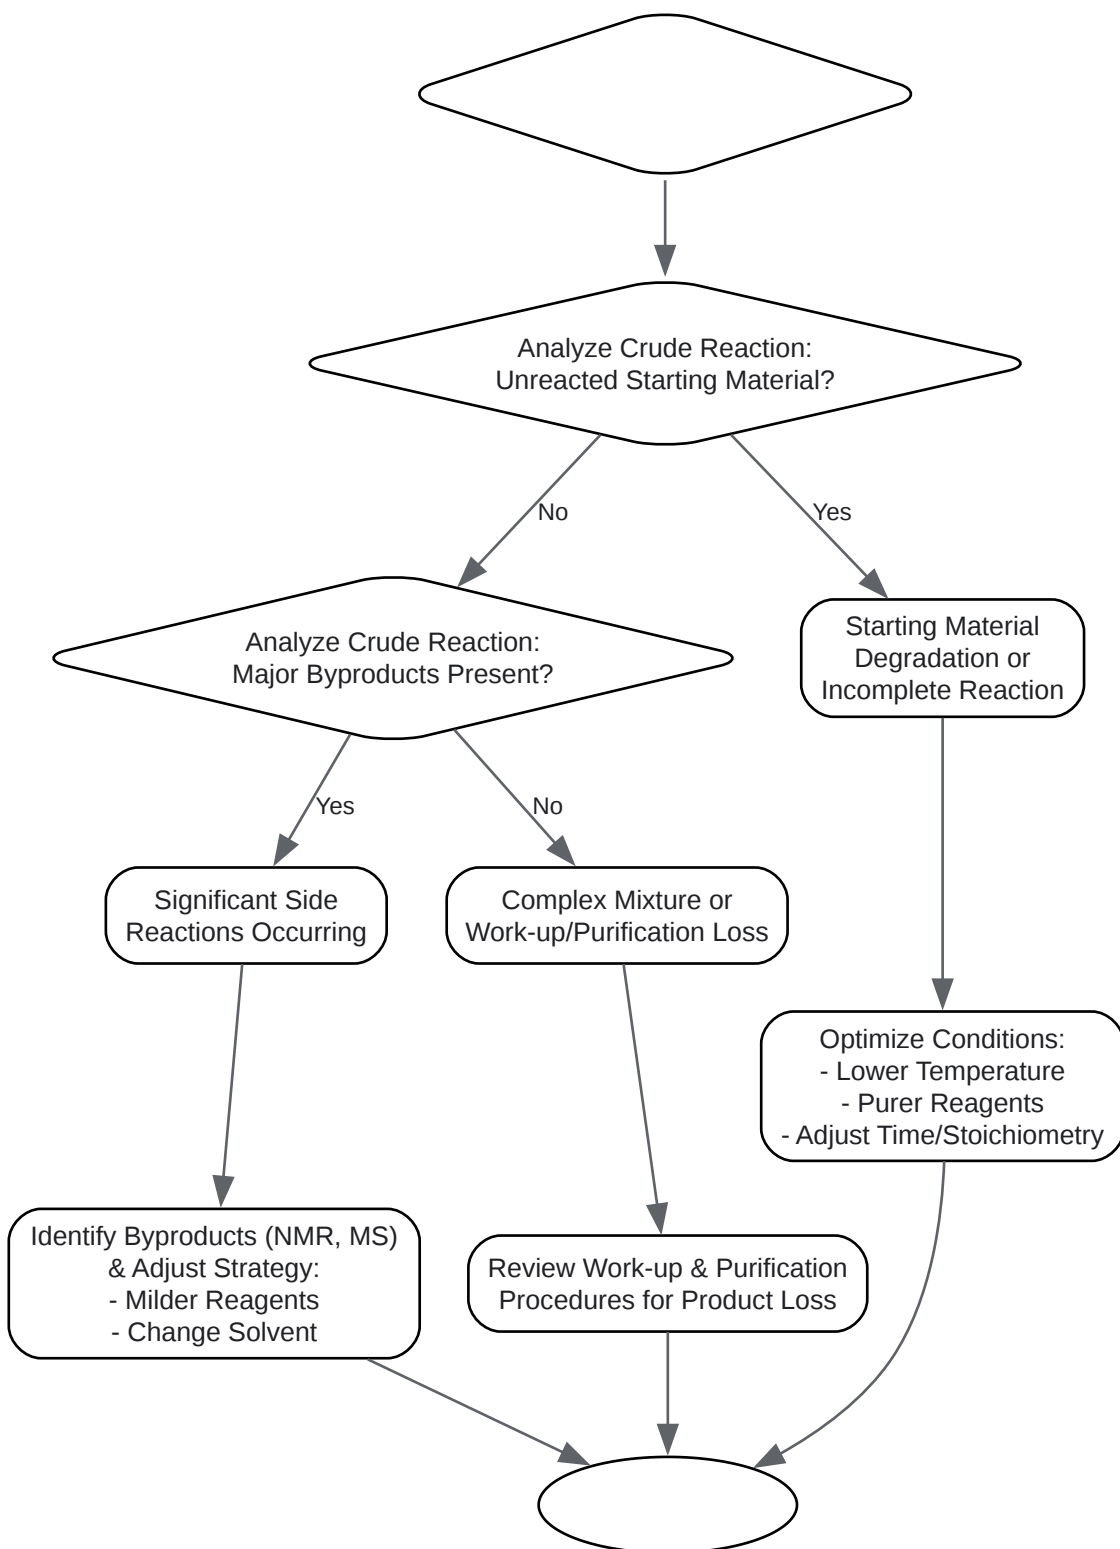 Analyze Crude Reaction:
Unreacted Starting Material?
No
Yes
Analyze Crude Reaction:
Major Byproducts Present?
Starting Material
Degradation or
Incomplete Reaction
Yes
No
Significant Side
Reactions Occurring
Complex Mixture or
Work-up/Purification Loss
Optimize Conditions:
- Lower Temperature
- Purer Reagents
- Adjust Time/Stoichiometry
Identify Byproducts (NMR, MS)
& Adjust Strategy:
- Milder Reagents
- Change Solvent
Review Work-up & Purification
Procedures for Product Loss